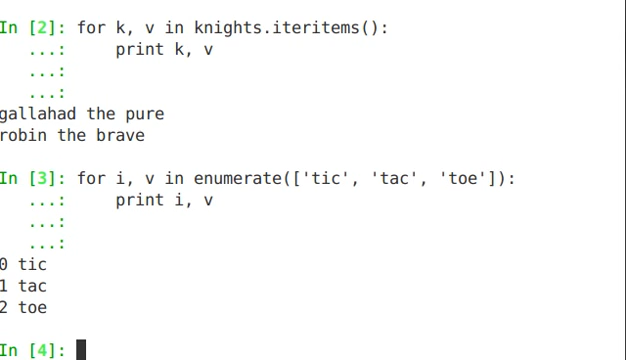 In [2]: for k, v in knights.iteritems():
   ...:     print k, v
   ...:
   ...:
gallahad the pure
robin the brave
In [3]: for i, v in enumerate(['tic', 'tac', 'toe']):
   ...:     print i, v
   ...:
   ...:
0 tic
1 tac
2 toe
In [4]: